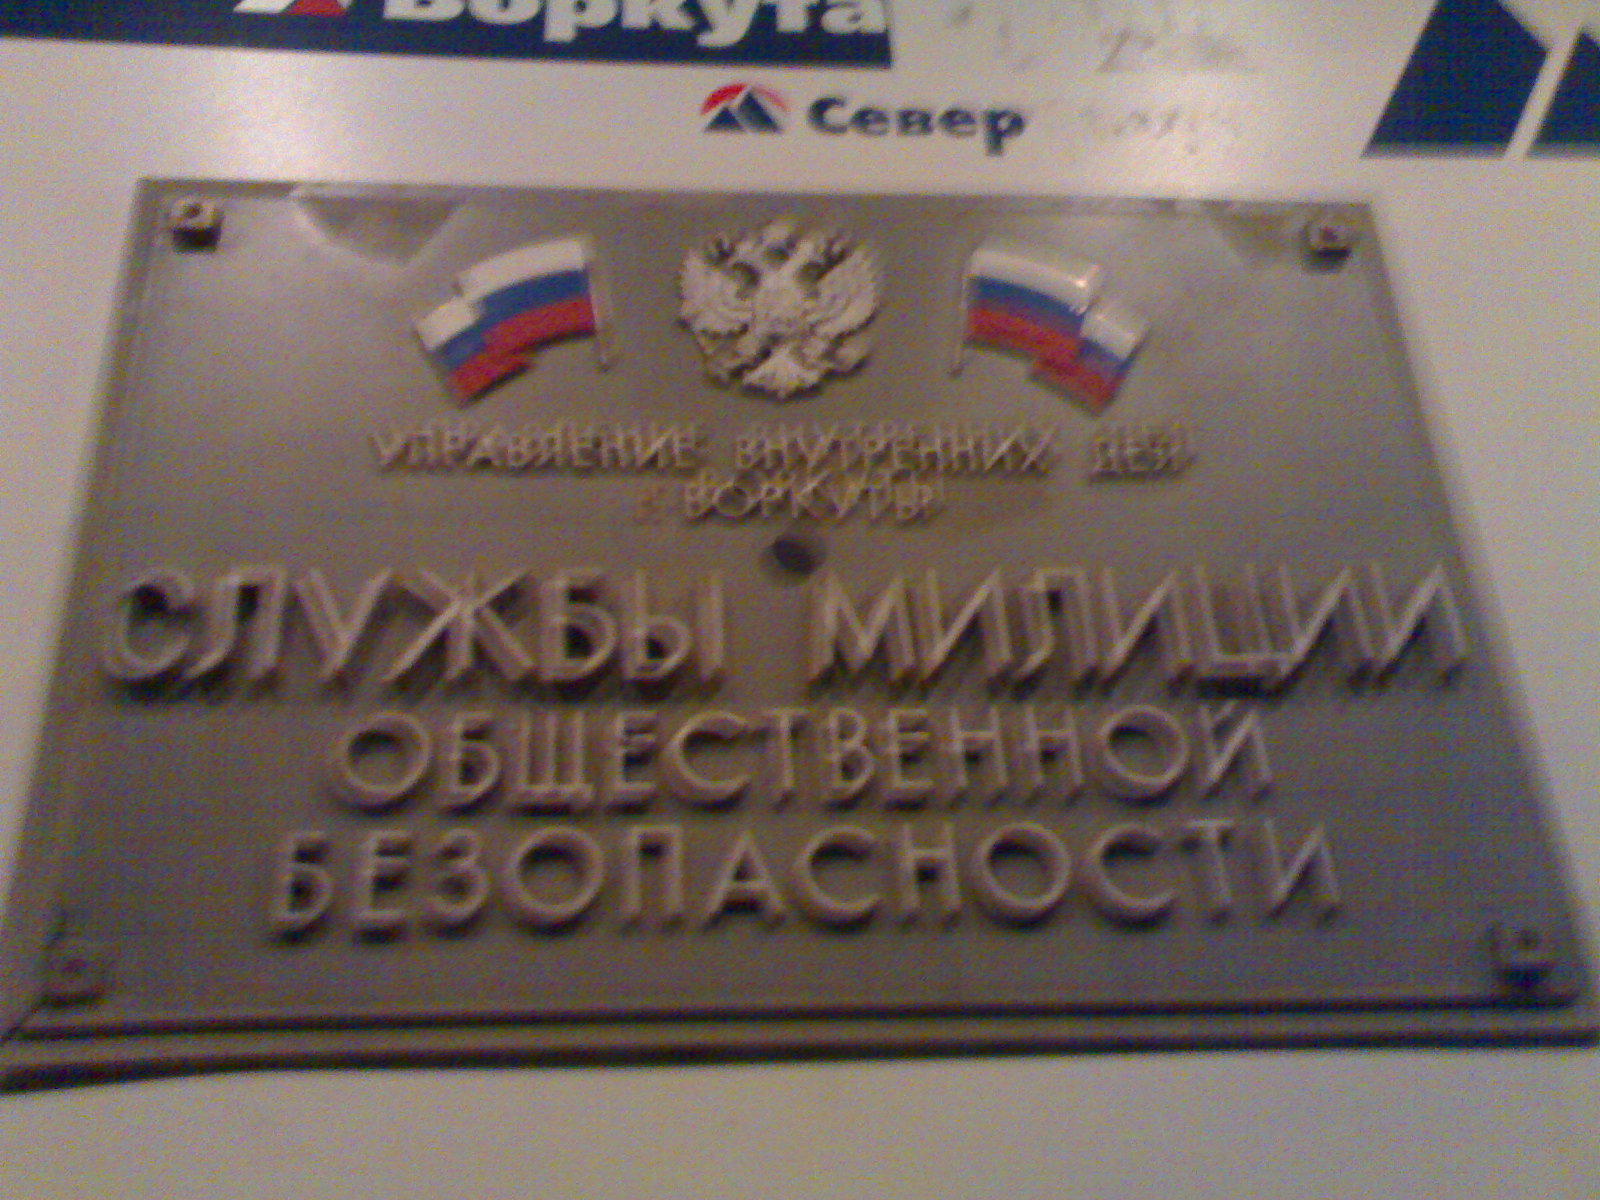 Воркута
Север
УПРАВЛЕНИЕ ВНУТРЕННИХ ДЕЛ
г. ВОРКУТЫ
СЛУЖБЫ МИЛИЦИИ
ОБЩЕСТВЕННОЙ
БЕЗОПАСНОСТИ